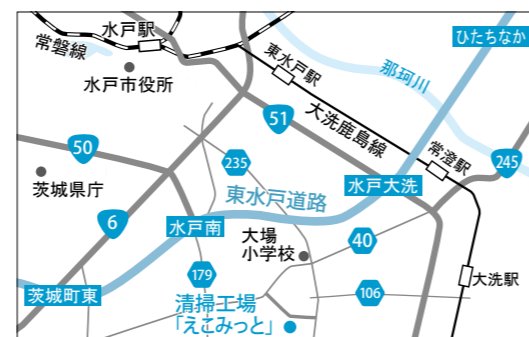 水戸駅
常磐線
水戸市役所
東水戸駅
那珂川
ひたちなか
51
大洗鹿島線
常澄駅
245
50
235
水戸大洗
茨城県庁
6
東水戸道路
水戸南
大場
小学校
40
大洗駅
179
106
茨城町東
清掃工場
「えこみっと」